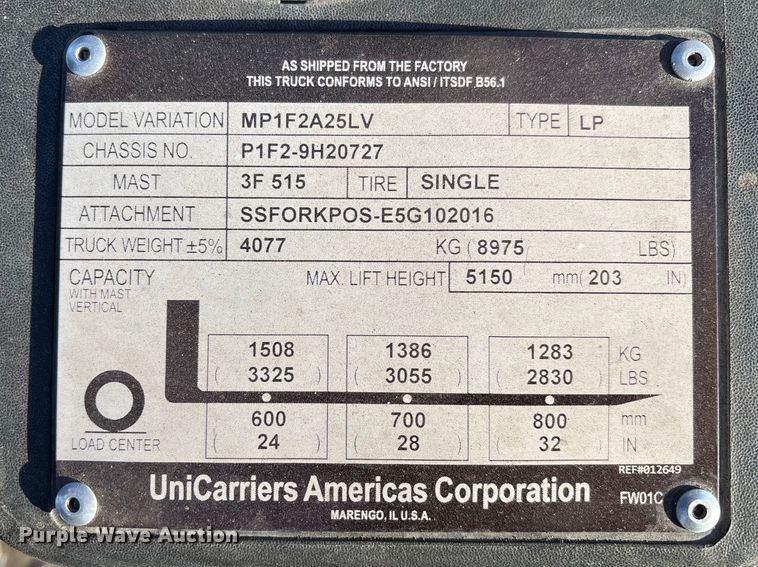 AS SHIPPED FROM THE FACTORY
THIS TRUCK CONFORMS TO ANSI / ITSDF B56.1
MODEL VARIATION MP1F2A25LV TYPE LP
CHASSIS NO. P1F2-9H20727
MAST 3F 515 TIRE SINGLE
ATTACHMENT SSFORKPOS-E5G102016
TRUCK WEIGHT ±5% 4077 KG ( 8975 LBS)
CAPACITY MAX. LIFT HEIGHT 5150 mm ( 203 IN)
WITH MAST
VERTICAL
1508 1386 1283 KG
( 3325 ) ( 3055 ) ( 2830 ) LBS
600 700 800 mm
LOAD CENTER ( 24 ) ( 28 ) ( 32 ) IN
REF#012649
UniCarriers Americas Corporation FW01C
MARENGO, IL U.S.A.
Purple Wave Auction